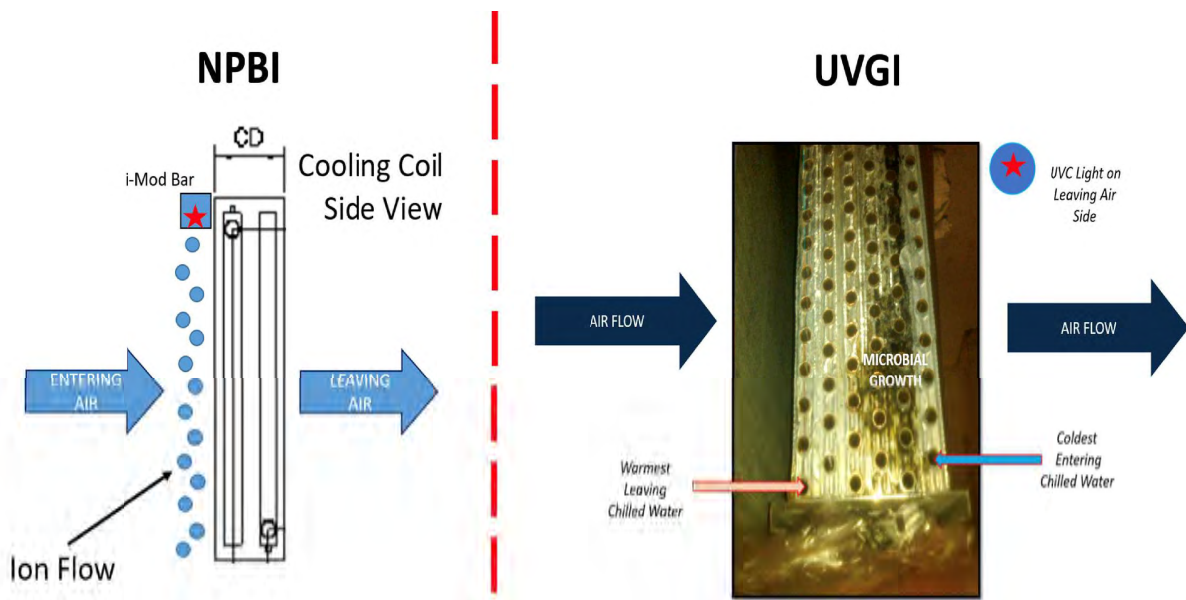 NPBI
CD
i-Mod Bar
Cooling Coil
Side View
ENTERING
AIR
LEAVING
AIR
Ion Flow
UVGI
UVC Light on
Leaving Air
Side
AIR FLOW
MICROBIAL
GROWTH
AIR FLOW
Warmest
Leaving
Chilled Water
Coldest
Entering
Chilled Water